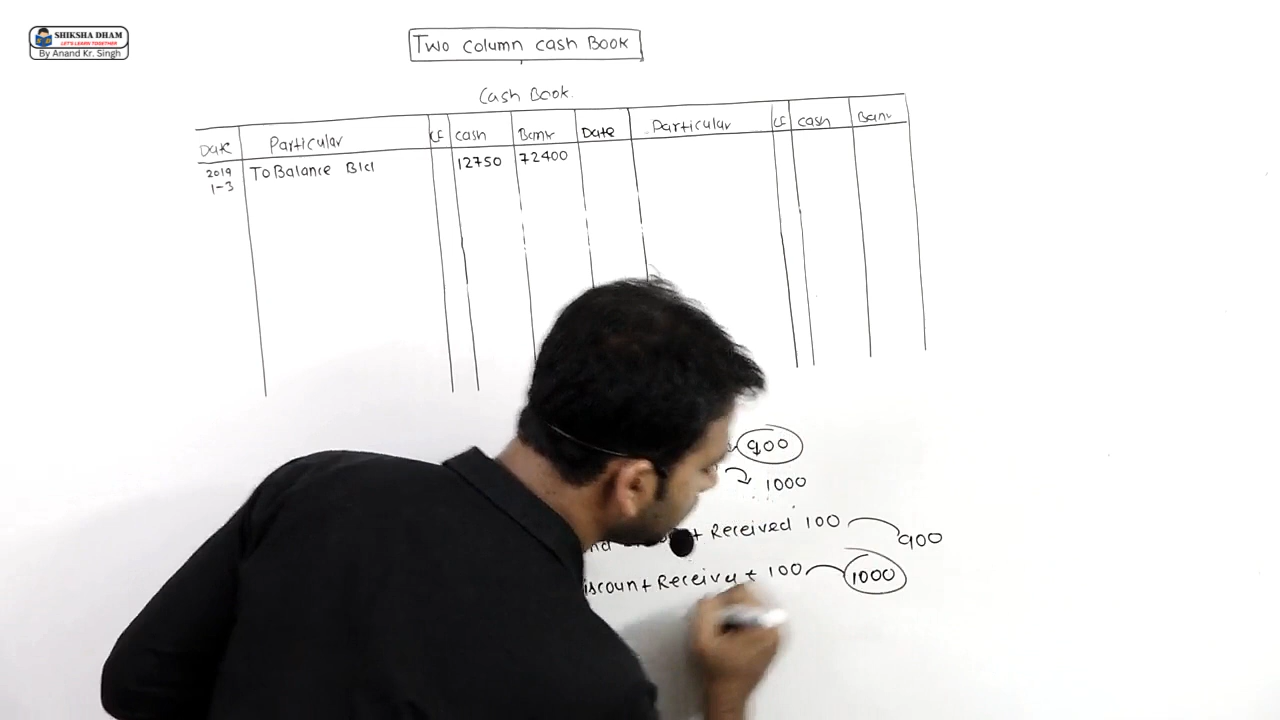 SHIKSHA DHAM
LET'S LEARN TOGETHER
By Anand Kr. Singh
Two column cash Book
Cash Book.
Date Particular LF cash Bank Date Particular LF cash Bank
2019 To Balance B/d 12750 72400
1-3
900
1000
Received 100 900
iscount Receive 100 1000